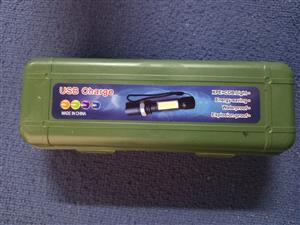 USB Charge
MADE IN CHINA
XPE+COB light~
Energy-saving~
Waterproof~
Explosion-proof~